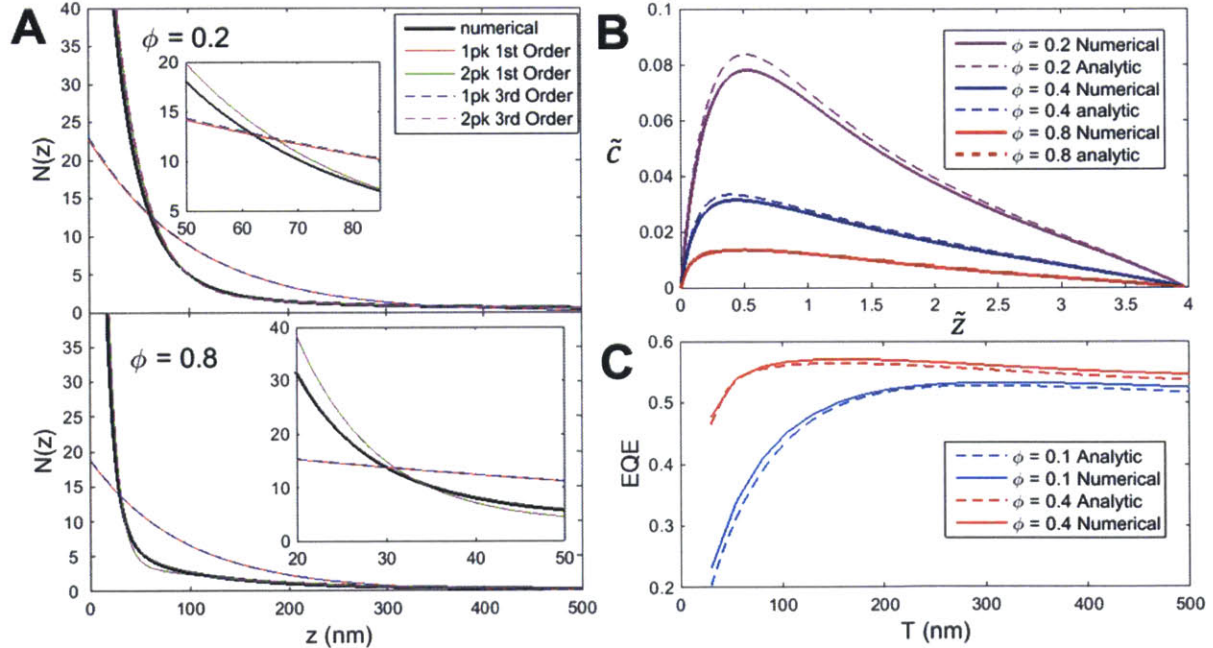 A
ϕ = 0.2
numerical
1pk 1st Order
2pk 1st Order
1pk 3rd Order
2pk 3rd Order
40
35
30
25
20
15
10
5
0
N(z)
20
15
10
5
50 60 70 80
ϕ = 0.8
35
30
25
20
15
10
5
0
N(z)
40
30
20
10
0
20 30 40 50
0 100 200 300 400 500
z (nm)
B
0.1
0.08
0.06
0.04
0.02
0
c̃
ϕ = 0.2 Numerical
ϕ = 0.2 Analytic
ϕ = 0.4 Numerical
ϕ = 0.4 analytic
ϕ = 0.8 Numerical
ϕ = 0.8 analytic
0 0.5 1 1.5 2 2.5 3 3.5 4
z̃
C
0.6
0.5
0.4
0.3
0.2
EQE
ϕ = 0.1 Analytic
ϕ = 0.1 Numerical
ϕ = 0.4 Analytic
ϕ = 0.4 Numerical
0 100 200 300 400 500
T (nm)